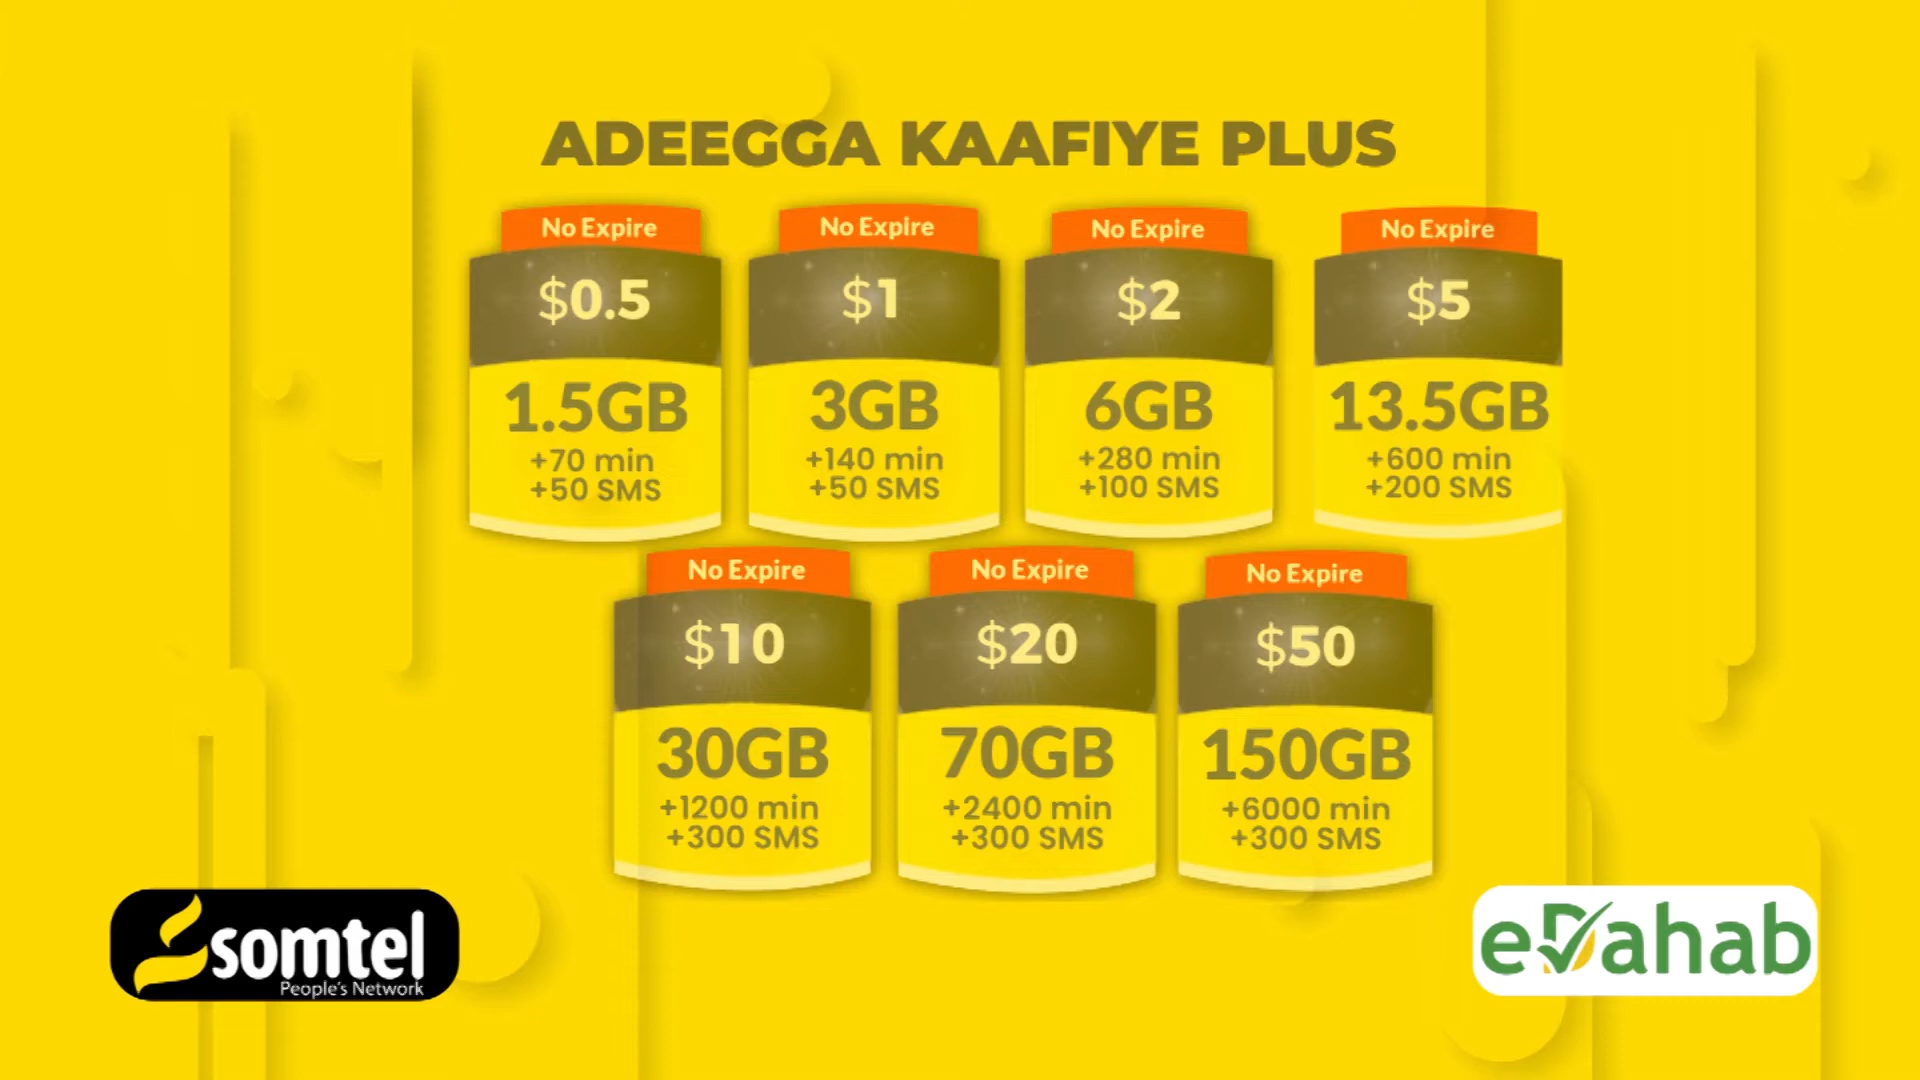 ADEEGGA KAAFIYE PLUS
No Expire
$0.5
1.5GB
+70 min
+50 SMS
No Expire
$1
3GB
+140 min
+50 SMS
No Expire
$2
6GB
+280 min
+100 SMS
No Expire
$5
13.5GB
+600 min
+200 SMS
No Expire
$10
30GB
+1200 min
+300 SMS
No Expire
$20
70GB
+2400 min
+300 SMS
No Expire
$50
150GB
+6000 min
+300 SMS
somtel
People's Network
eDahab